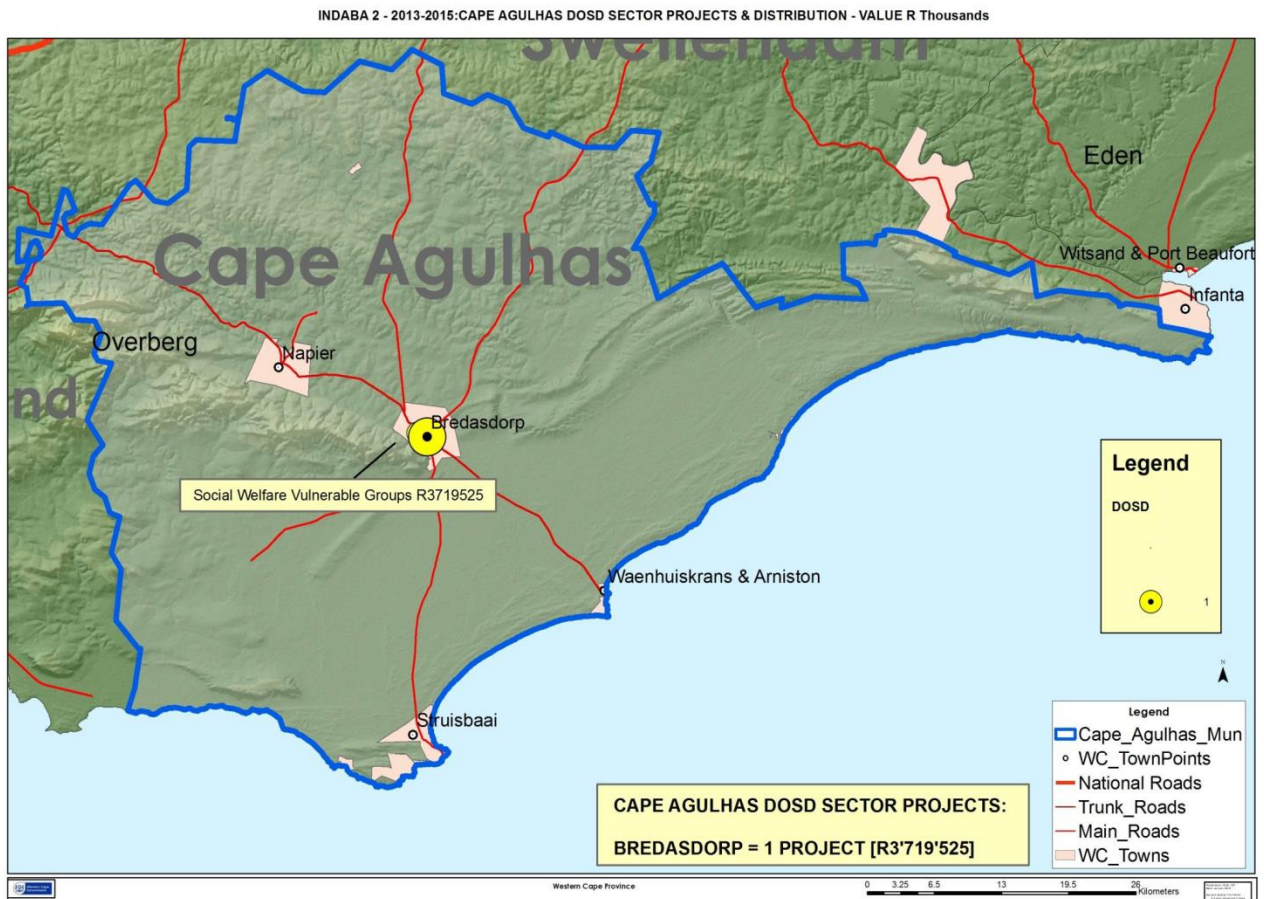 INDABA 2 - 2013-2015:CAPE AGULHAS DOSD SECTOR PROJECTS & DISTRIBUTION - VALUE R Thousands
Swellendam
Eden
Witsand & Port Beaufort
Infanta
Cape Agulhas
Overberg
Napier
nd
Bredasdorp
Social Welfare Vulnerable Groups R3719525
Waenhuiskrans & Arniston
Struisbaai
Legend
DOSD
1
N
Legend
Cape_Agulhas_Mun
WC_TownPoints
National Roads
Trunk_Roads
Main_Roads
WC_Towns
CAPE AGULHAS DOSD SECTOR PROJECTS:
BREDASDORP = 1 PROJECT [R3'719'525]
Western Cape Province
0 3.25 6.5 13 19.5 26
Kilometers